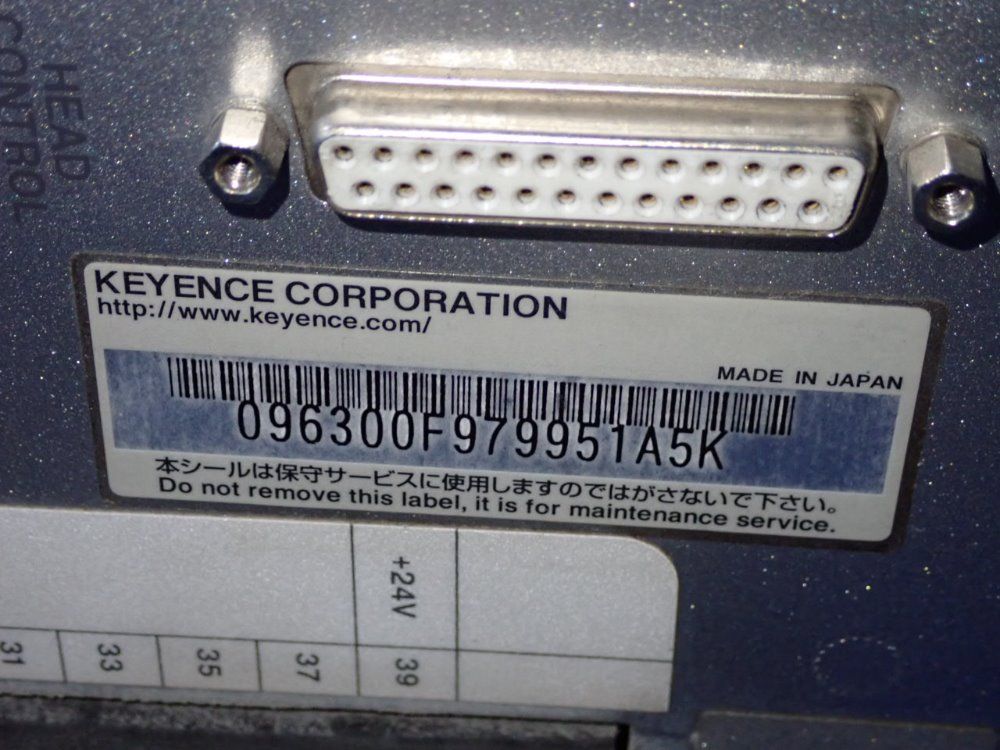 HEAD
CONTROL
KEYENCE CORPORATION
http://www.keyence.com/
MADE IN JAPAN
096300F979951A5K
本シールは保守サービスに使用しますのではがさないで下さい。
Do not remove this label, it is for maintenance service.
+24V
31 33 35 37 39